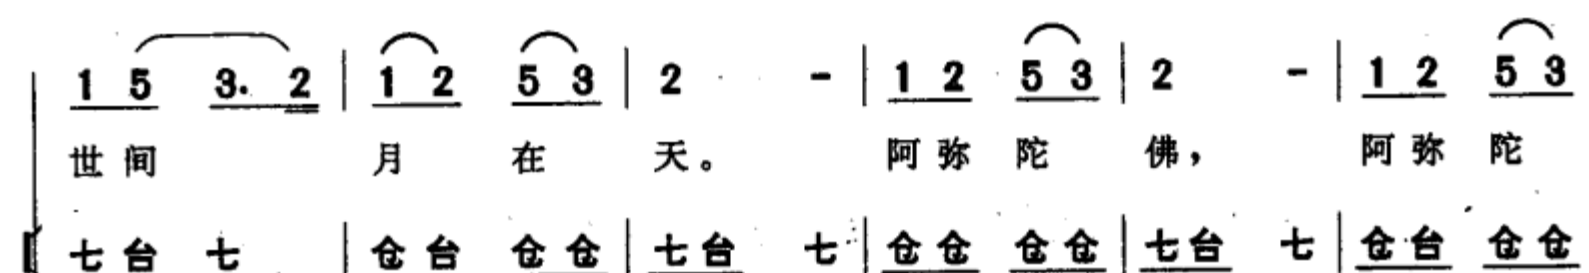 1 5 3. 2 | 1 2 5 3 | 2 - | 1 2 5 3 | 2 - | 1 2 5 3
世间 月 在 天。 阿弥陀 佛， 阿弥陀
七台 七 | 仓台 仓仓 | 七台 七 | 仓仓 仓仓 | 七台 七 | 仓台 仓仓